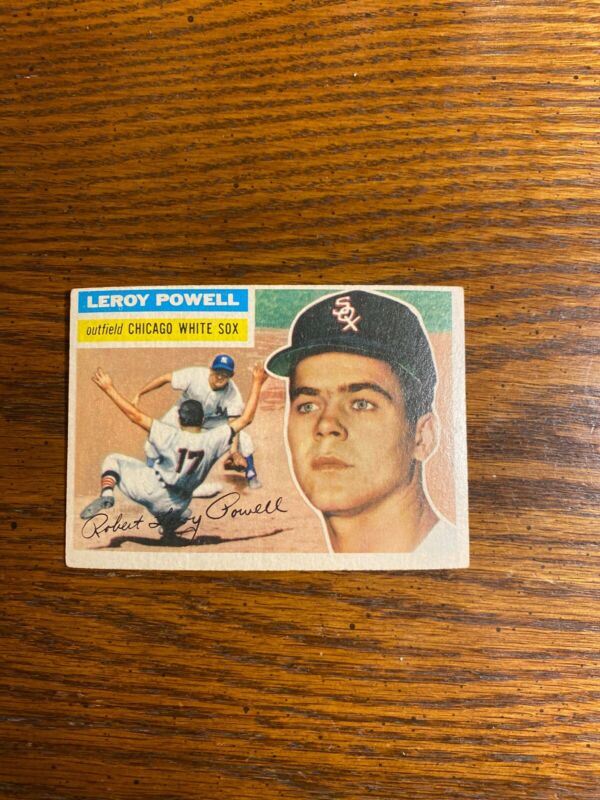 LEROY POWELL
outfield CHICAGO WHITE SOX
SOX
17
Robert Leroy Powell